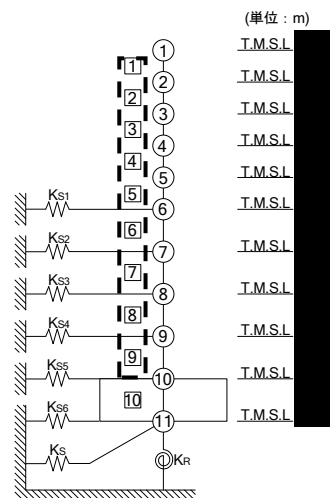 (単位：m)
1 T.M.S.L
1
2 T.M.S.L
2
3 T.M.S.L
3
4 T.M.S.L
4
5 T.M.S.L
5
KS1 6 T.M.S.L
6
KS2 7 T.M.S.L
7
KS3 8 T.M.S.L
8
KS4 9 T.M.S.L
9
KS5 10 T.M.S.L
10
KS6 11 T.M.S.L
KS KR